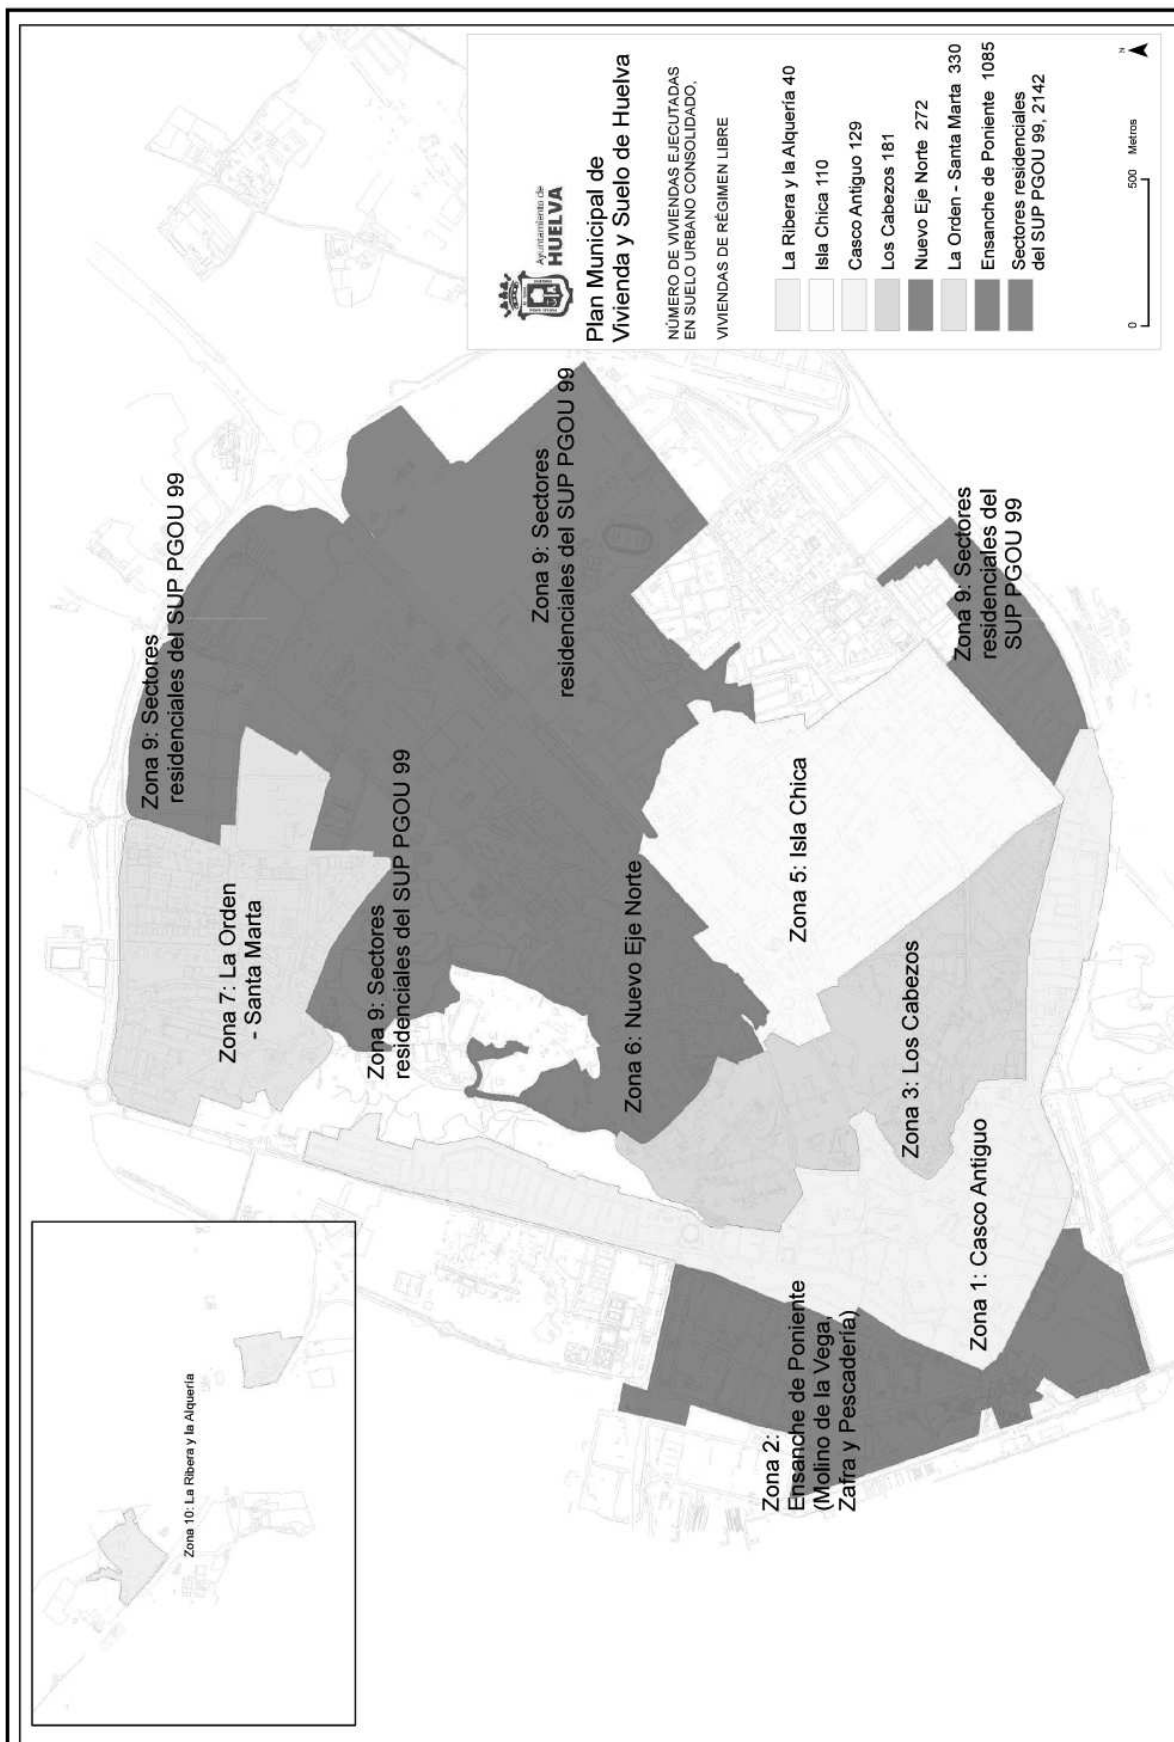 Ayuntamiento de
HUELVA
Plan Municipal de
Vivienda y Suelo de Huelva
NÚMERO DE VIVIENDAS EJECUTADAS
EN SUELO URBANO CONSOLIDADO,
VIVIENDAS DE RÉGIMEN LIBRE
La Ribera y la Alquería 40
Isla Chica 110
Casco Antiguo 129
Los Cabezos 181
Nuevo Eje Norte 272
La Orden - Santa Marta 330
Ensanche de Poniente 1085
Sectores residenciales
del SUP PGOU 99, 2142
0 500 Metros
N
Zona 10: La Ribera y la Alquería
Zona 7: La Orden
- Santa Marta
Zona 9: Sectores
residenciales del SUP PGOU 99
Zona 9: Sectores
residenciales del SUP PGOU 99
Zona 9: Sectores
residenciales del SUP PGOU 99
Zona 6: Nuevo Eje Norte
Zona 2:
Ensanche de Poniente
(Molino de la Vega,
Zafra y Pescadería)
Zona 5: Isla Chica
Zona 3: Los Cabezos
Zona 1: Casco Antiguo
Zona 9: Sectores
residenciales del
SUP PGOU 99